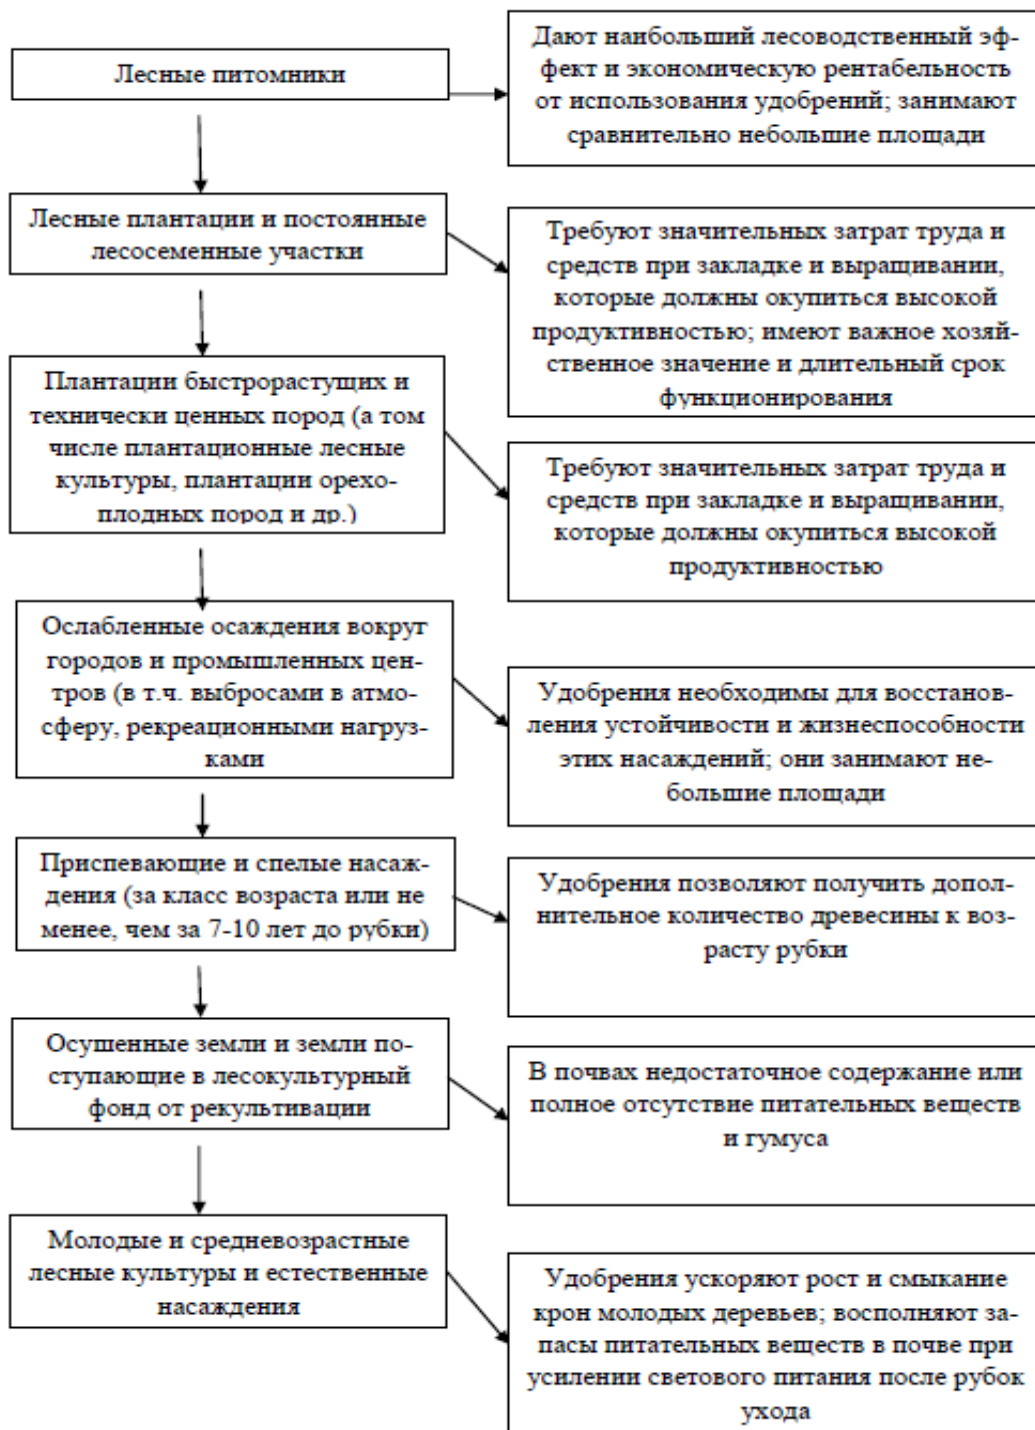 Лесные питомники
Дают наибольший лесоводственный эф-
фект и экономическую рентабельность
от использования удобрений; занимают
сравнительно небольшие площади
Лесные плантации и постоянные
лесосеменные участки
Требуют значительных затрат труда и
средств при закладке и выращивании,
которые должны окупиться высокой
продуктивностью; имеют важное хозяй-
ственное значение и длительный срок
функционирования
Плантации быстрорастущих и
технически ценных пород (а том
числе плантационные лесные
культуры, плантации орехо-
плодных пород и др.)
Требуют значительных затрат труда и
средств при закладке и выращивании,
которые должны окупиться высокой
продуктивностью
Ослабленные осаждения вокруг
городов и промышленных цен-
тров (в т.ч. выбросами в атмо-
сферу, рекреационными нагруз-
ками
Удобрения необходимы для восстанов-
ления устойчивости и жизнеспособности
этих насаждений; они занимают не-
большие площади
Приспевающие и спелые насаж-
дения (за класс возраста или не
менее, чем за 7-10 лет до рубки)
Удобрения позволяют получить допол-
нительное количество древесины к воз-
расту рубки
Осушенные земли и земли по-
ступающие в лесокультурный
фонд от рекультивации
В почвах недостаточное содержание или
полное отсутствие питательных веществ
и гумуса
Молодые и средневозрастные
лесные культуры и естественные
насаждения
Удобрения ускоряют рост и смыкание
крон молодых деревьев; восполняют за-
пасы питательных веществ в почве при
усилении светового питания после рубок
ухода